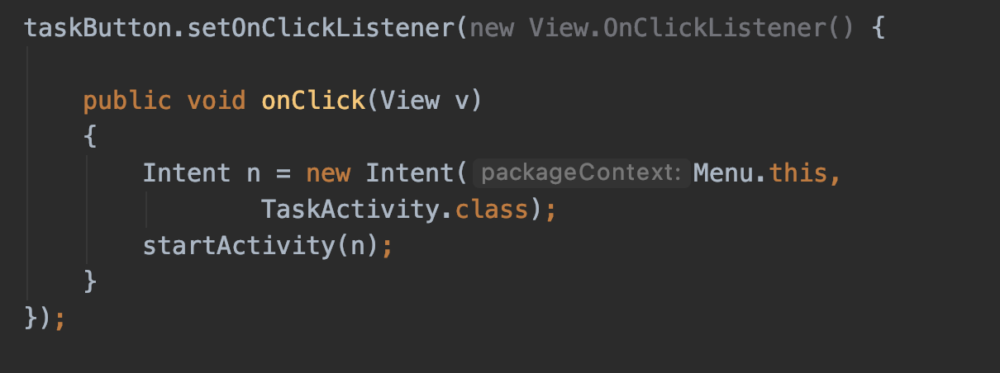 taskButton.setOnClickListener(new View.OnClickListener() {
public void onClick(View v)
{
Intent n = new Intent( packageContext: Menu.this,
TaskActivity.class);
startActivity(n);
}
});